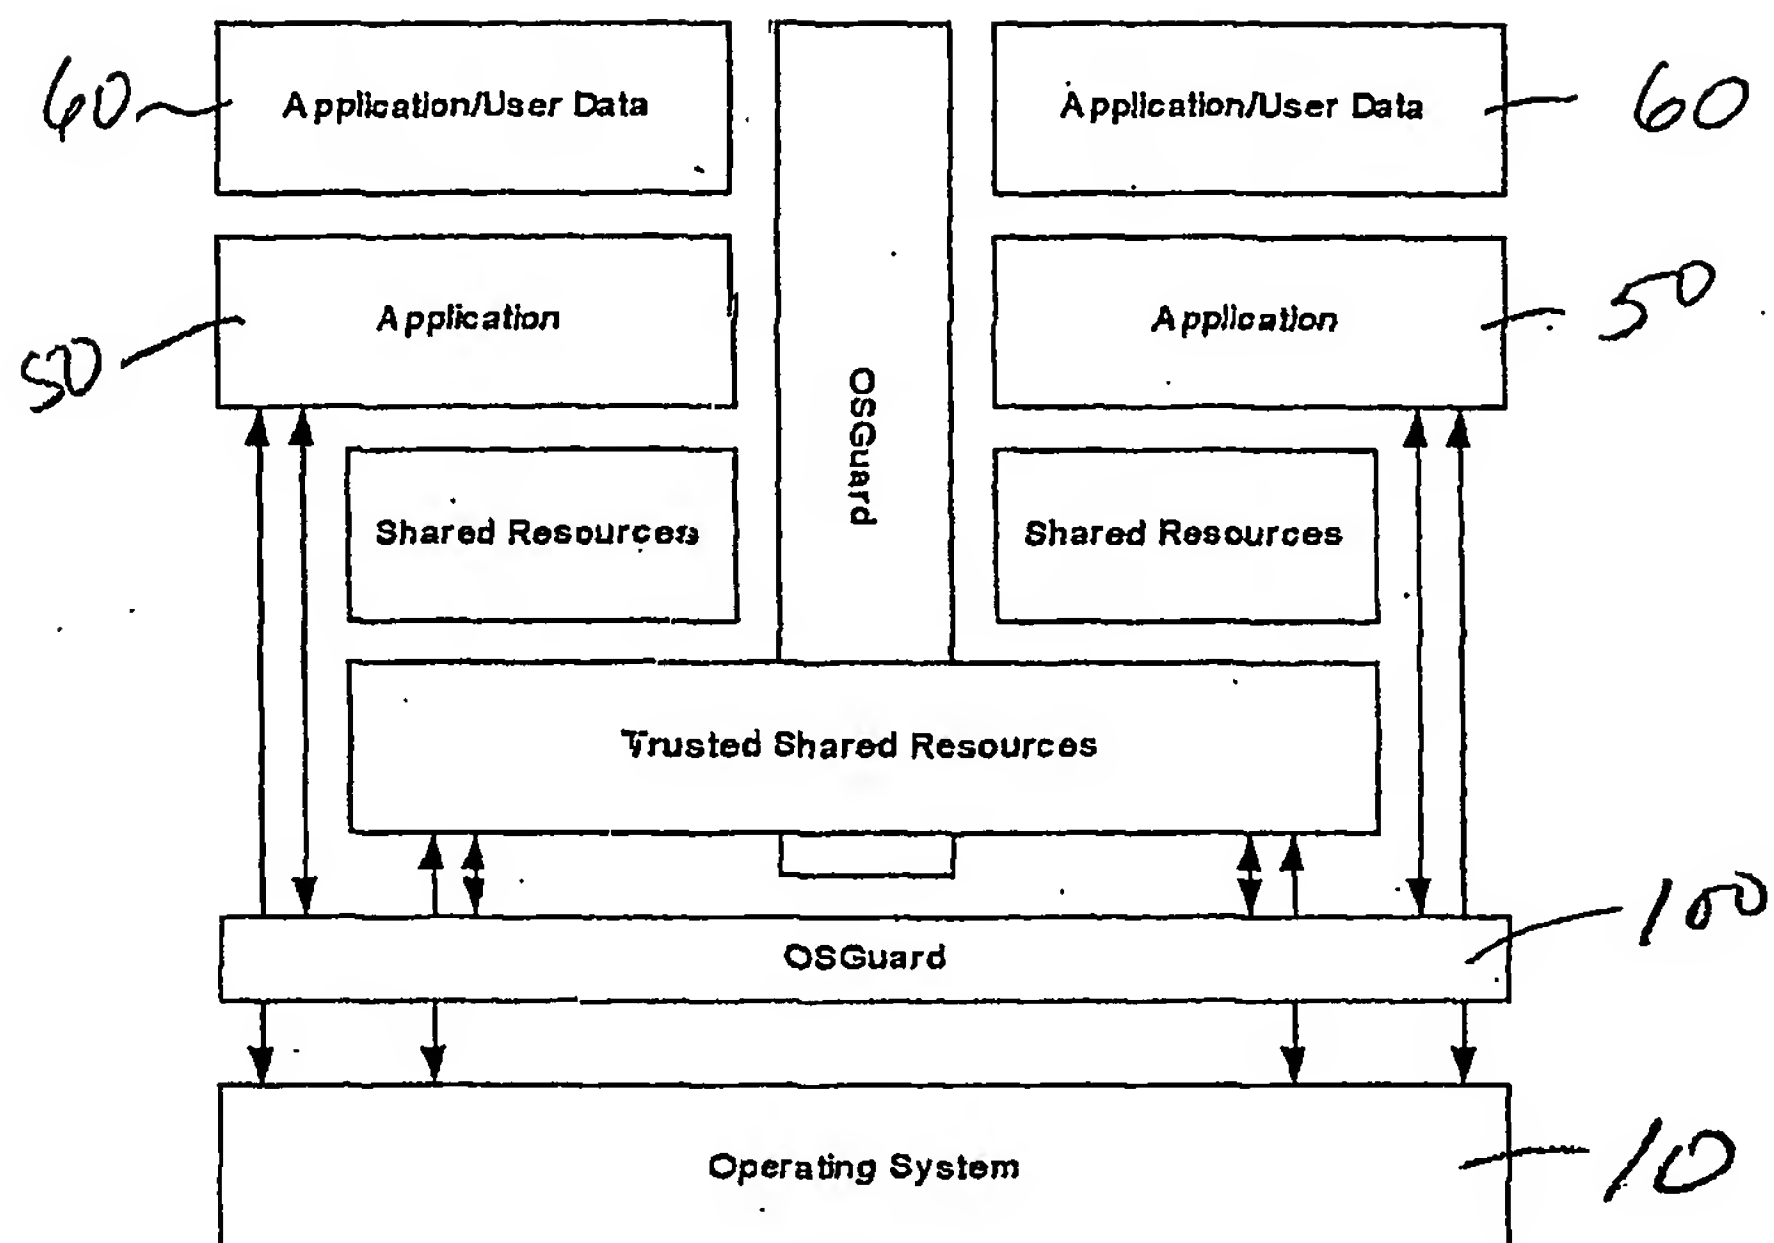 60 Application/User Data Application/User Data 60
50 Application Application 50
OSGuard
Shared Resources Shared Resources
Trusted Shared Resources
OSGuard 100
Operating System 10